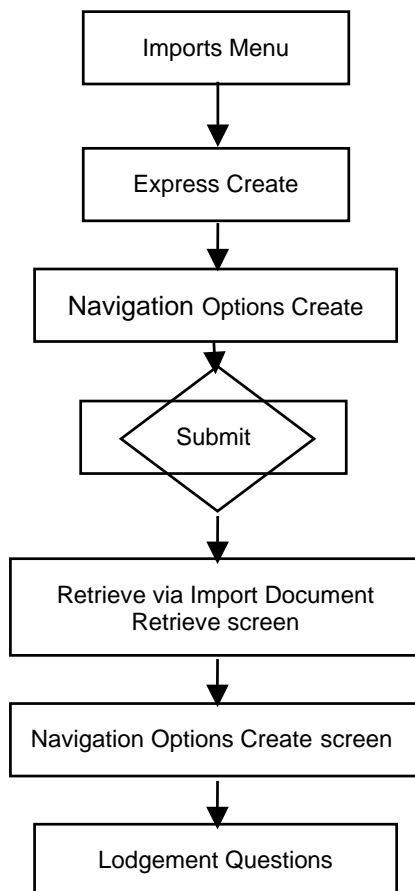 Imports Menu
Express Create
Navigation Options Create
Submit
Retrieve via Import Document
Retrieve screen
Navigation Options Create screen
Lodgement Questions